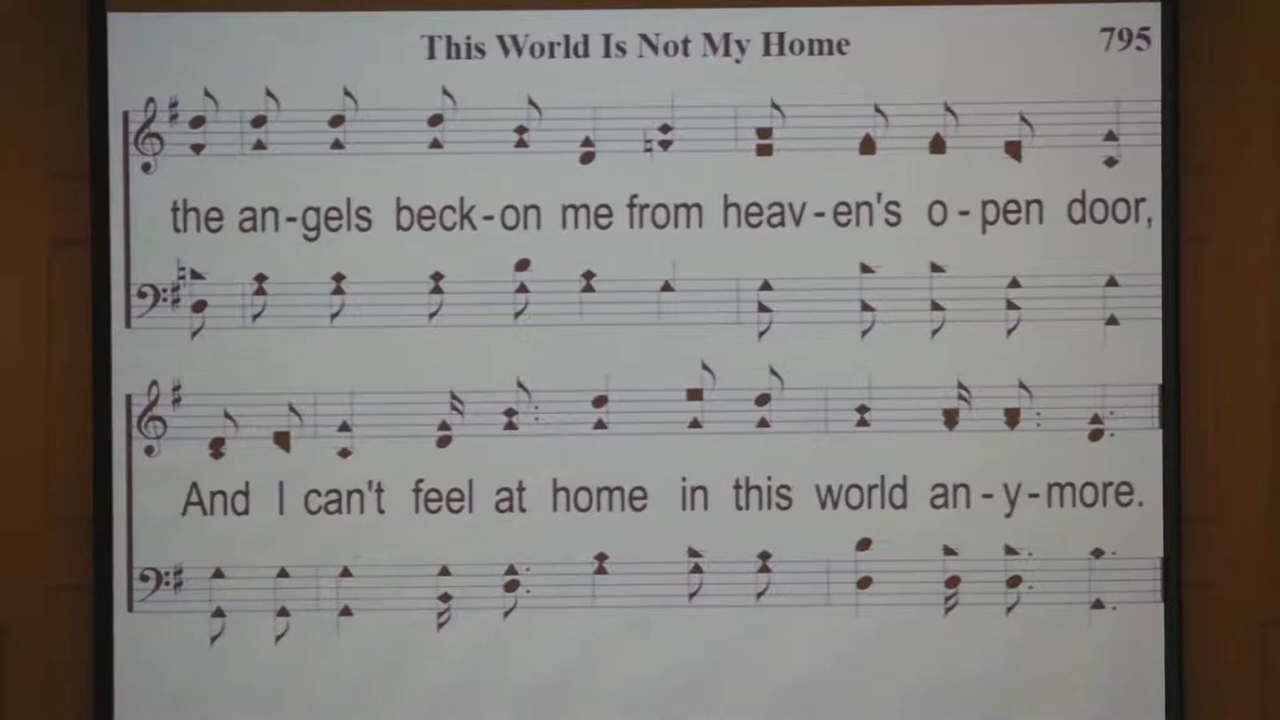 This World Is Not My Home 795
the an-gels beck-on me from heav-en's o-pen door,
And I can't feel at home in this world an-y-more.